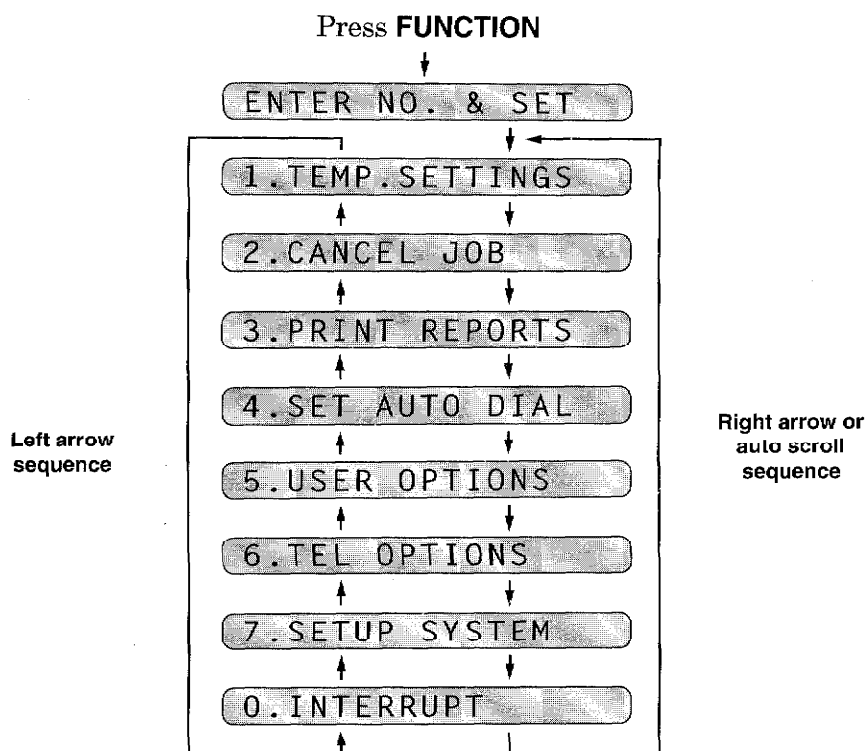 Press FUNCTION
ENTER NO. & SET
1.TEMP.SETTINGS
2.CANCEL JOB
3.PRINT REPORTS
4.SET AUTO DIAL
Left arrow
sequence
Right arrow or
auto scroll
sequence
5.USER OPTIONS
6.TEL OPTIONS
7.SETUP SYSTEM
0.INTERRUPT